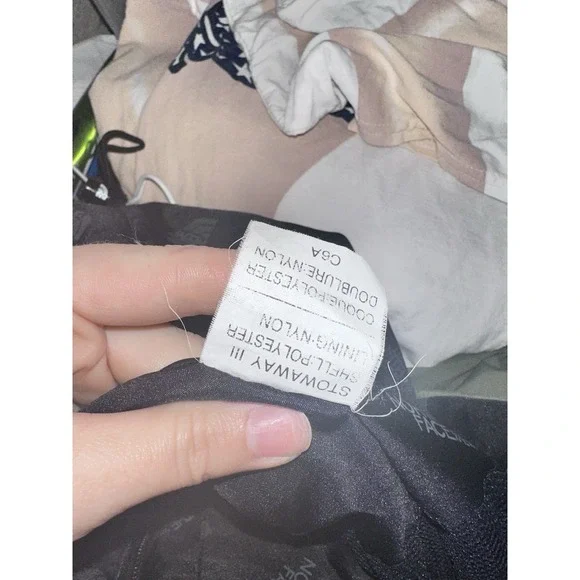 STOWAWAY III
SHELL:POLYESTER
LINING:NYLON
COQUE:POLYESTER
DOUBLURE:NYLON
C6A